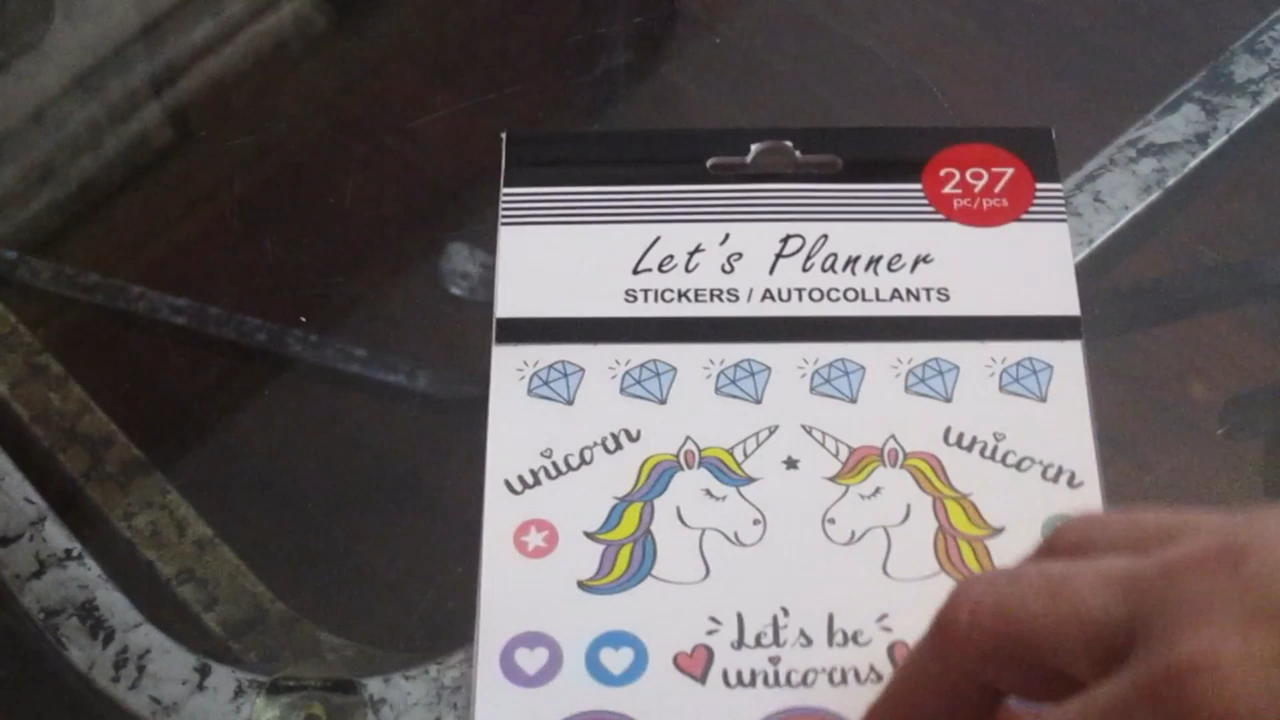 297
pc/pcs
Let's Planner
STICKERS / AUTOCOLLANTS
unicorn
unicorn
Let's be
unicorns